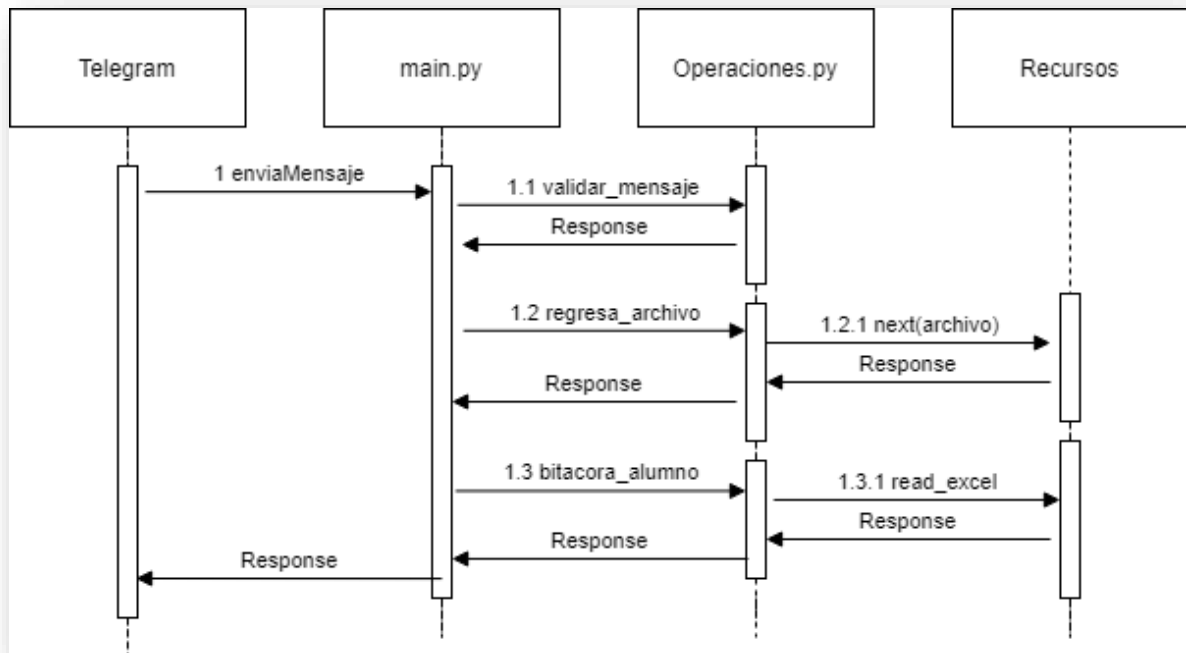 Telegram
main.py
Operaciones.py
Recursos
1 enviaMensaje
1.1 validar_mensaje
Response
1.2 regresa_archivo
1.2.1 next(archivo)
Response
Response
1.3 bitacora_alumno
1.3.1 read_excel
Response
Response
Response